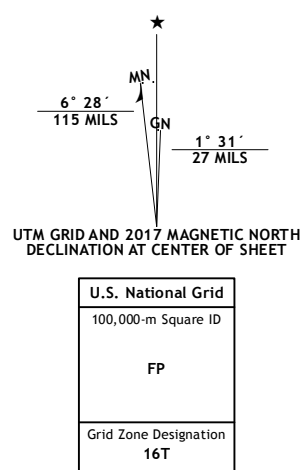 ★
MN
6° 28´
115 MILS
GN
1° 31´
27 MILS
UTM GRID AND 2017 MAGNETIC NORTH
DECLINATION AT CENTER OF SHEET
U.S. National Grid
100,000-m Square ID
FP
Grid Zone Designation
16T